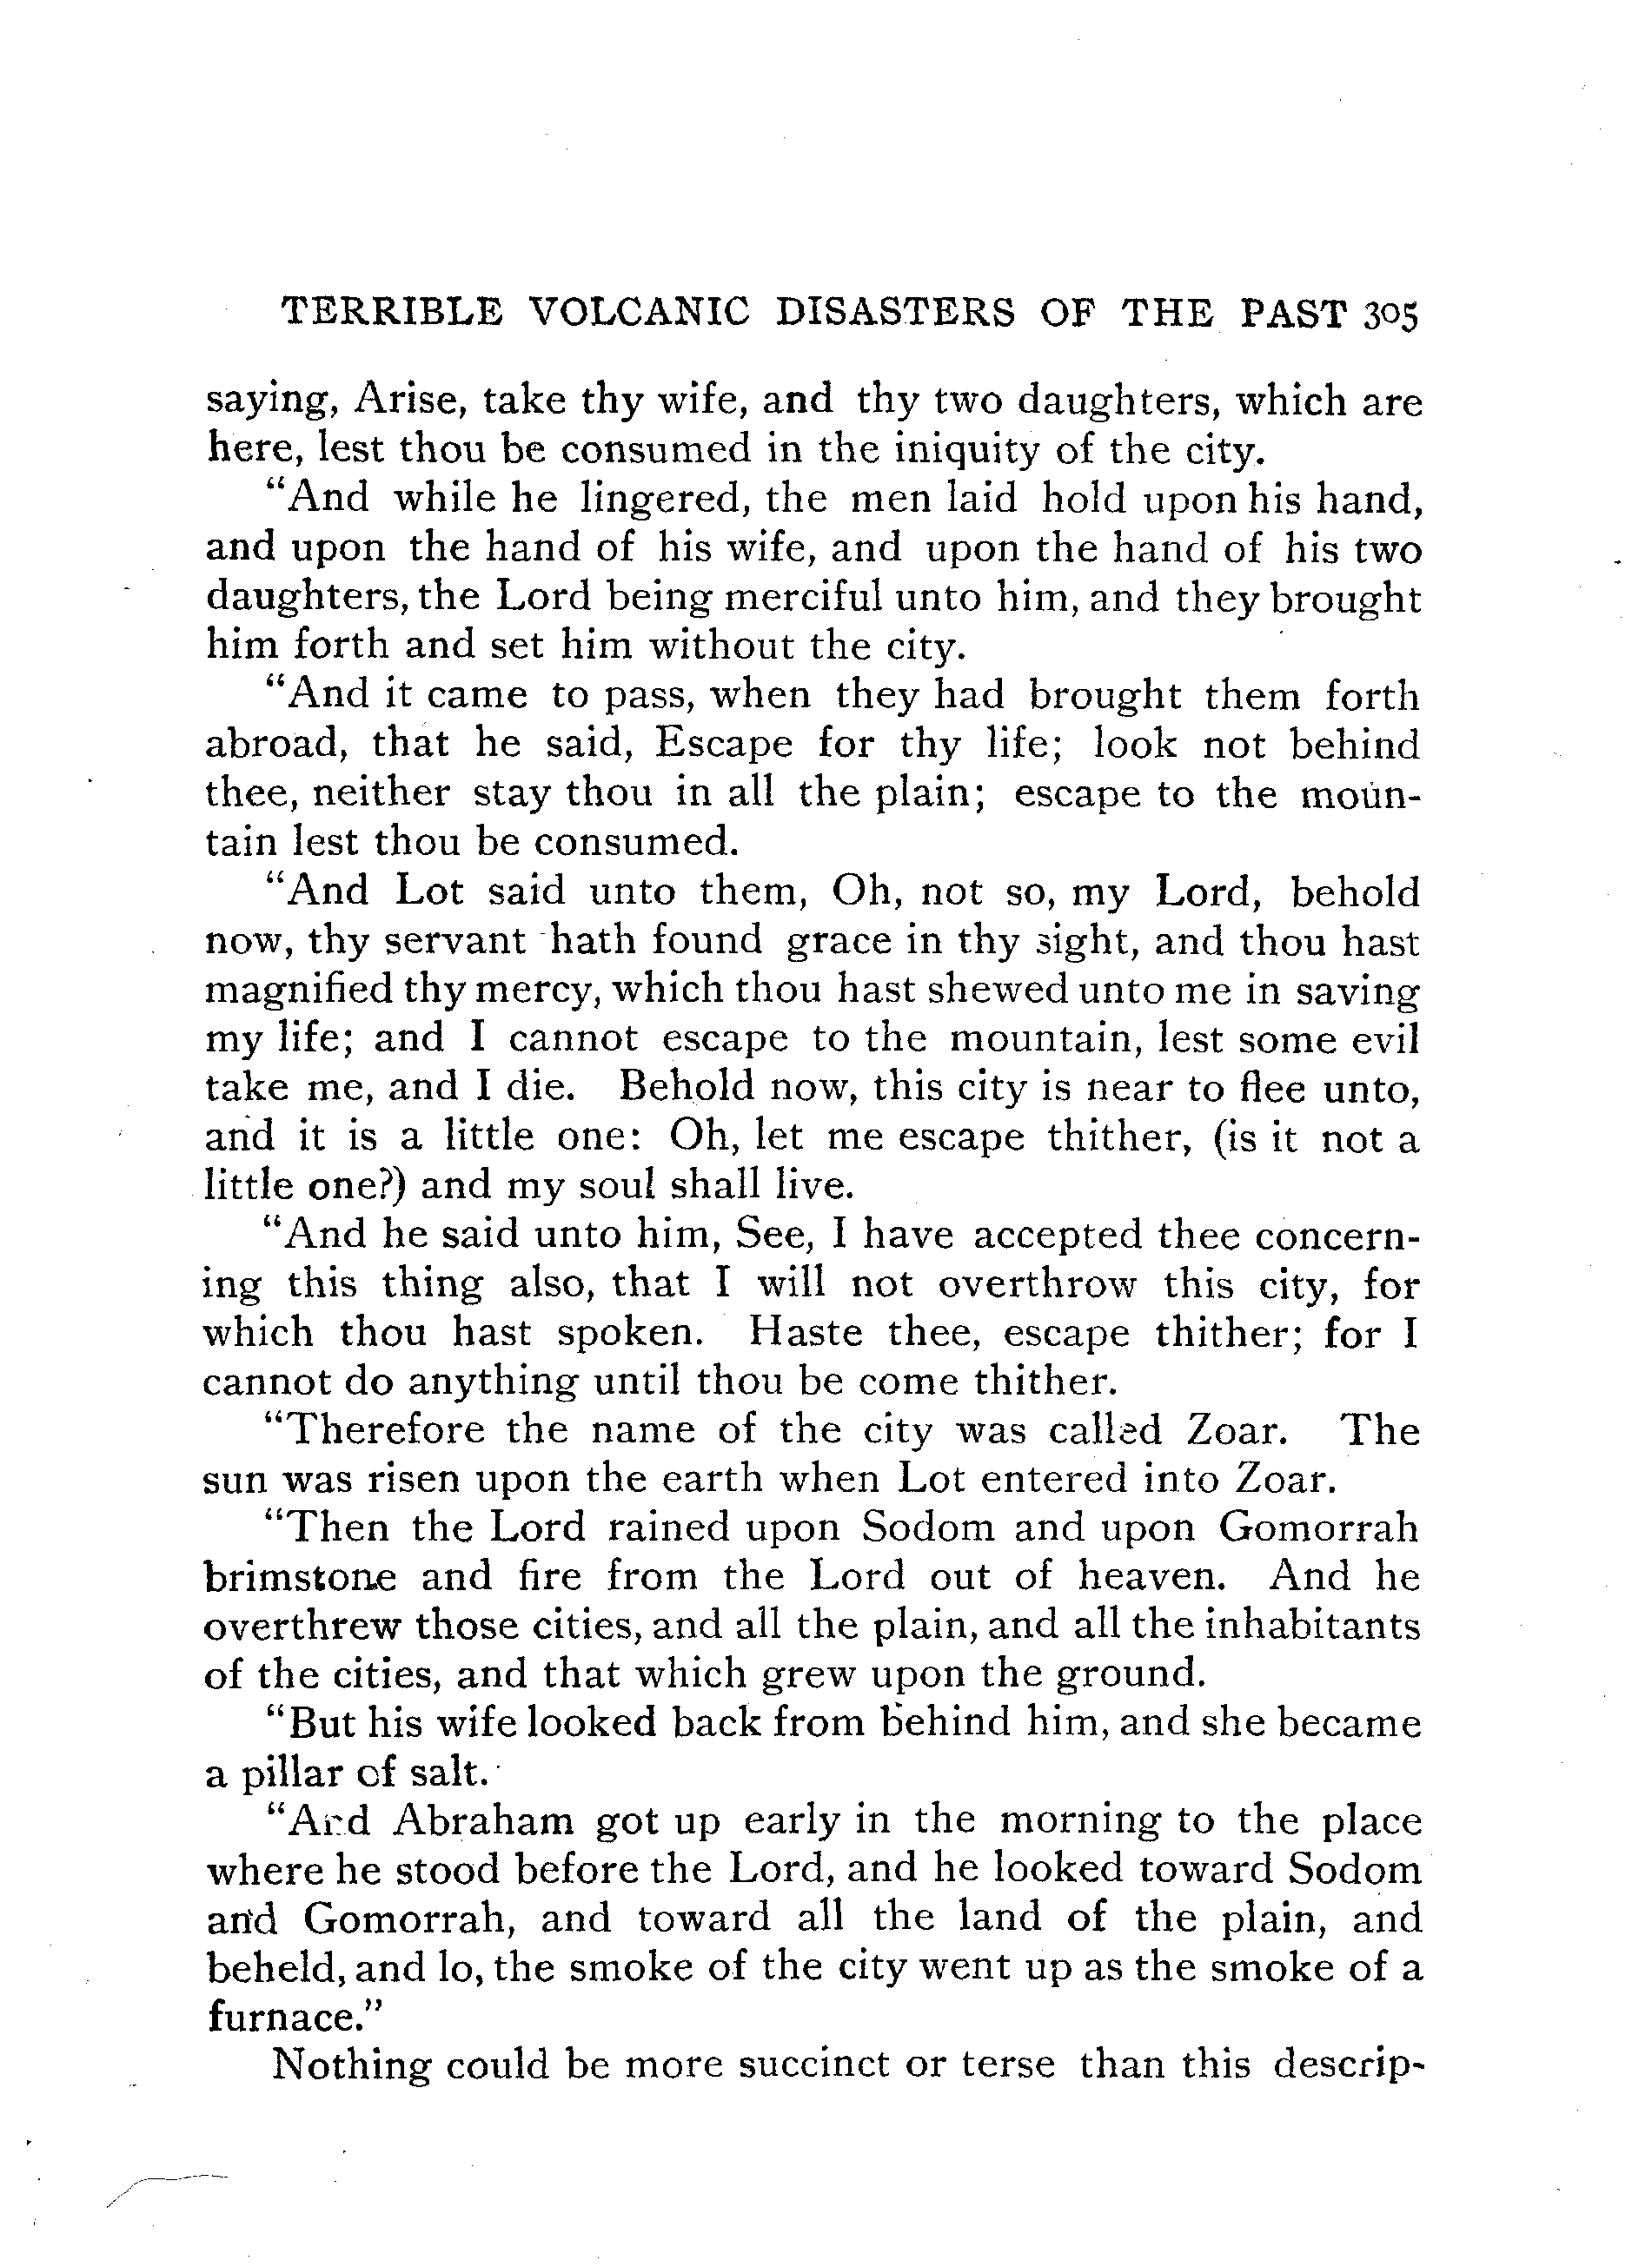 TERRIBLE VOLCANIC DISASTERS OF THE PAST 305
saying, Arise, take thy wife, and thy two daughters, which are
here, lest thou be consumed in the iniquity of the city.
"And while he lingered, the men laid hold upon his hand,
and upon the hand of his wife, and upon the hand of his two
daughters, the Lord being merciful unto him, and they brought
him forth and set him without the city.
"And it came to pass, when they had brought them forth
abroad, that he said, Escape for thy life; look not behind
thee, neither stay thou in all the plain; escape to the moun-
tain lest thou be consumed.
"And Lot said unto them, Oh, not so, my Lord, behold
now, thy servant hath found grace in thy sight, and thou hast
magnified thy mercy, which thou hast shewed unto me in saving
my life; and I cannot escape to the mountain, lest some evil
take me, and I die. Behold now, this city is near to flee unto,
and it is a little one: Oh, let me escape thither, (is it not a
little one?) and my soul shall live.
"And he said unto him, See, I have accepted thee concern-
ing this thing also, that I will not overthrow this city, for
which thou hast spoken. Haste thee, escape thither; for I
cannot do anything until thou be come thither.
"Therefore the name of the city was called Zoar. The
sun was risen upon the earth when Lot entered into Zoar.
"Then the Lord rained upon Sodom and upon Gomorrah
brimstone and fire from the Lord out of heaven. And he
overthrew those cities, and all the plain, and all the inhabitants
of the cities, and that which grew upon the ground.
"But his wife looked back from behind him, and she became
a pillar of salt.
"And Abraham got up early in the morning to the place
where he stood before the Lord, and he looked toward Sodom
and Gomorrah, and toward all the land of the plain, and
beheld, and lo, the smoke of the city went up as the smoke of a
furnace."
Nothing could be more succinct or terse than this descrip-